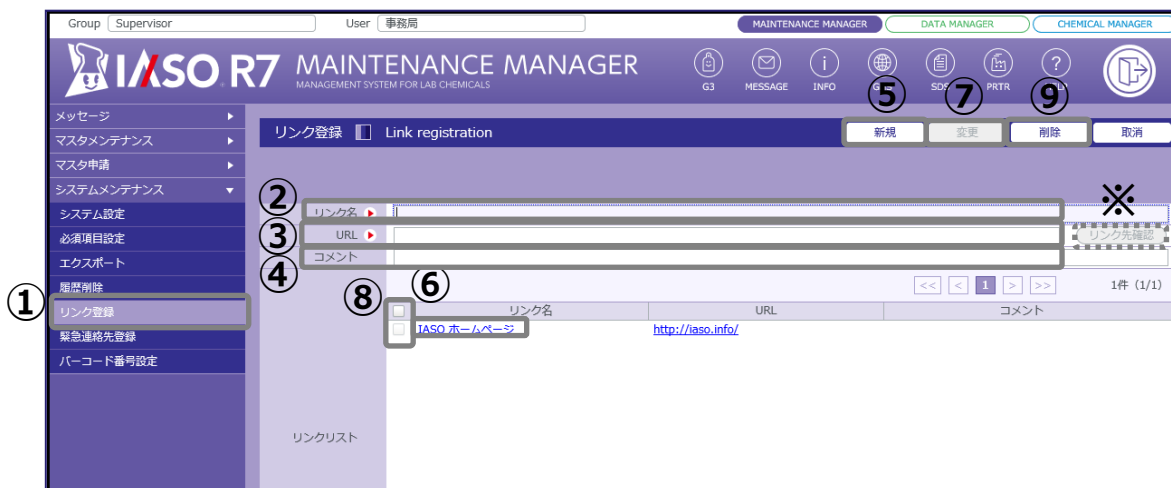 Group Supervisor User 事務局 MAINTENANCE MANAGER DATA MANAGER CHEMICAL MANAGER
IASO R7 MAINTENANCE MANAGER
MANAGEMENT SYSTEM FOR LAB CHEMICALS
G3 MESSAGE INFO SDS PRTR
⑤ ⑦ ⑨
メッセージ
マスタメンテナンス
リンク登録 Link registration 新規 変更 削除 取消
マスタ申請
システムメンテナンス
② ※
システム設定 リンク名
③
必須項目設定 URL リンク先確認
エクスポート コメント
④
履歴削除 << < 1 > >> 1件 (1/1)
① ⑧ ⑥
リンク登録 リンク名 URL コメント
IASO ホームページ http://iaso.info/
緊急連絡先登録
バーコード番号設定
リンクリスト